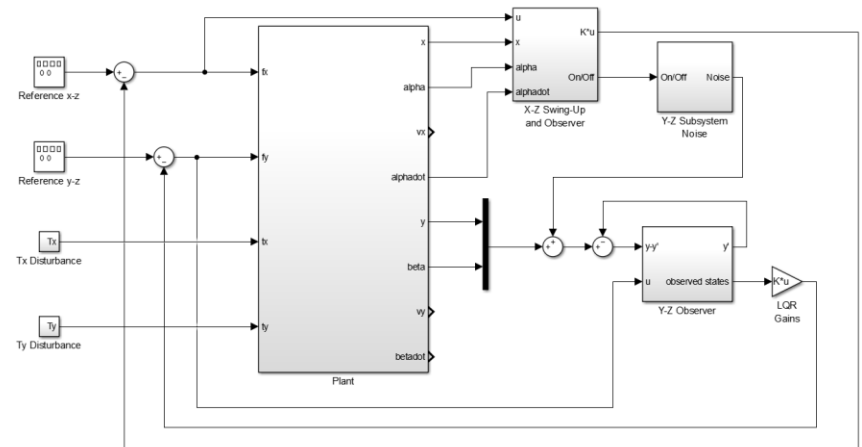 Reference x-z
Reference y-z
Tx
Tx Disturbance
Ty
Ty Disturbance
+
−
+
−
fx
fy
tx
ty
x
alpha
vx
alphadot
y
beta
vy
betadot
Plant
u
x
alpha
alphadot
K*u
On/Off
X-Z Swing-Up
and Observer
On/Off
Noise
Y-Z Subsystem
Noise
+
+
−
+
y-y'
u
y'
observed states
Y-Z Observer
K*u
LQR
Gains